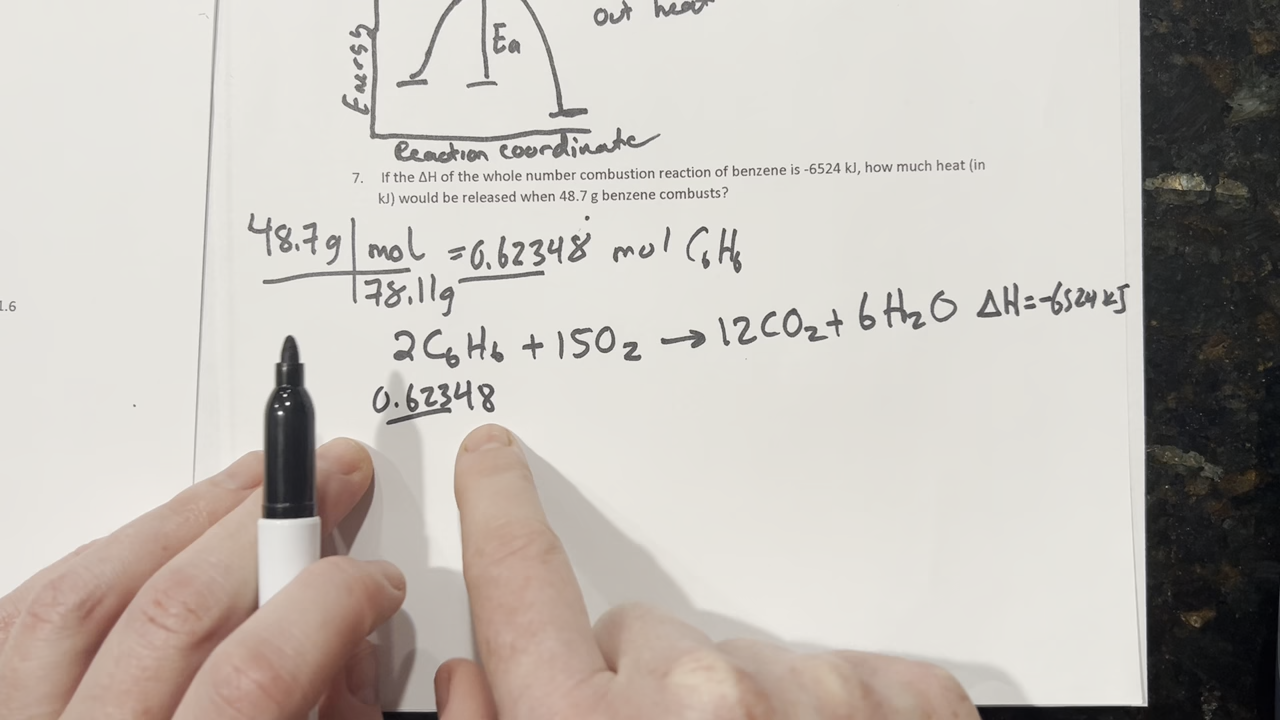 out heat
Energy
Ea
Reaction coordinate
7. If the ΔH of the whole number combustion reaction of benzene is -6524 kJ, how much heat (in
kJ) would be released when 48.7 g benzene combusts?
48.7g | mol = 0.62348 mol C₆H₆
78.11g
2C₆H₆ + 15O₂ → 12CO₂ + 6H₂O ΔH=-6524 kJ
0.62348
1.6